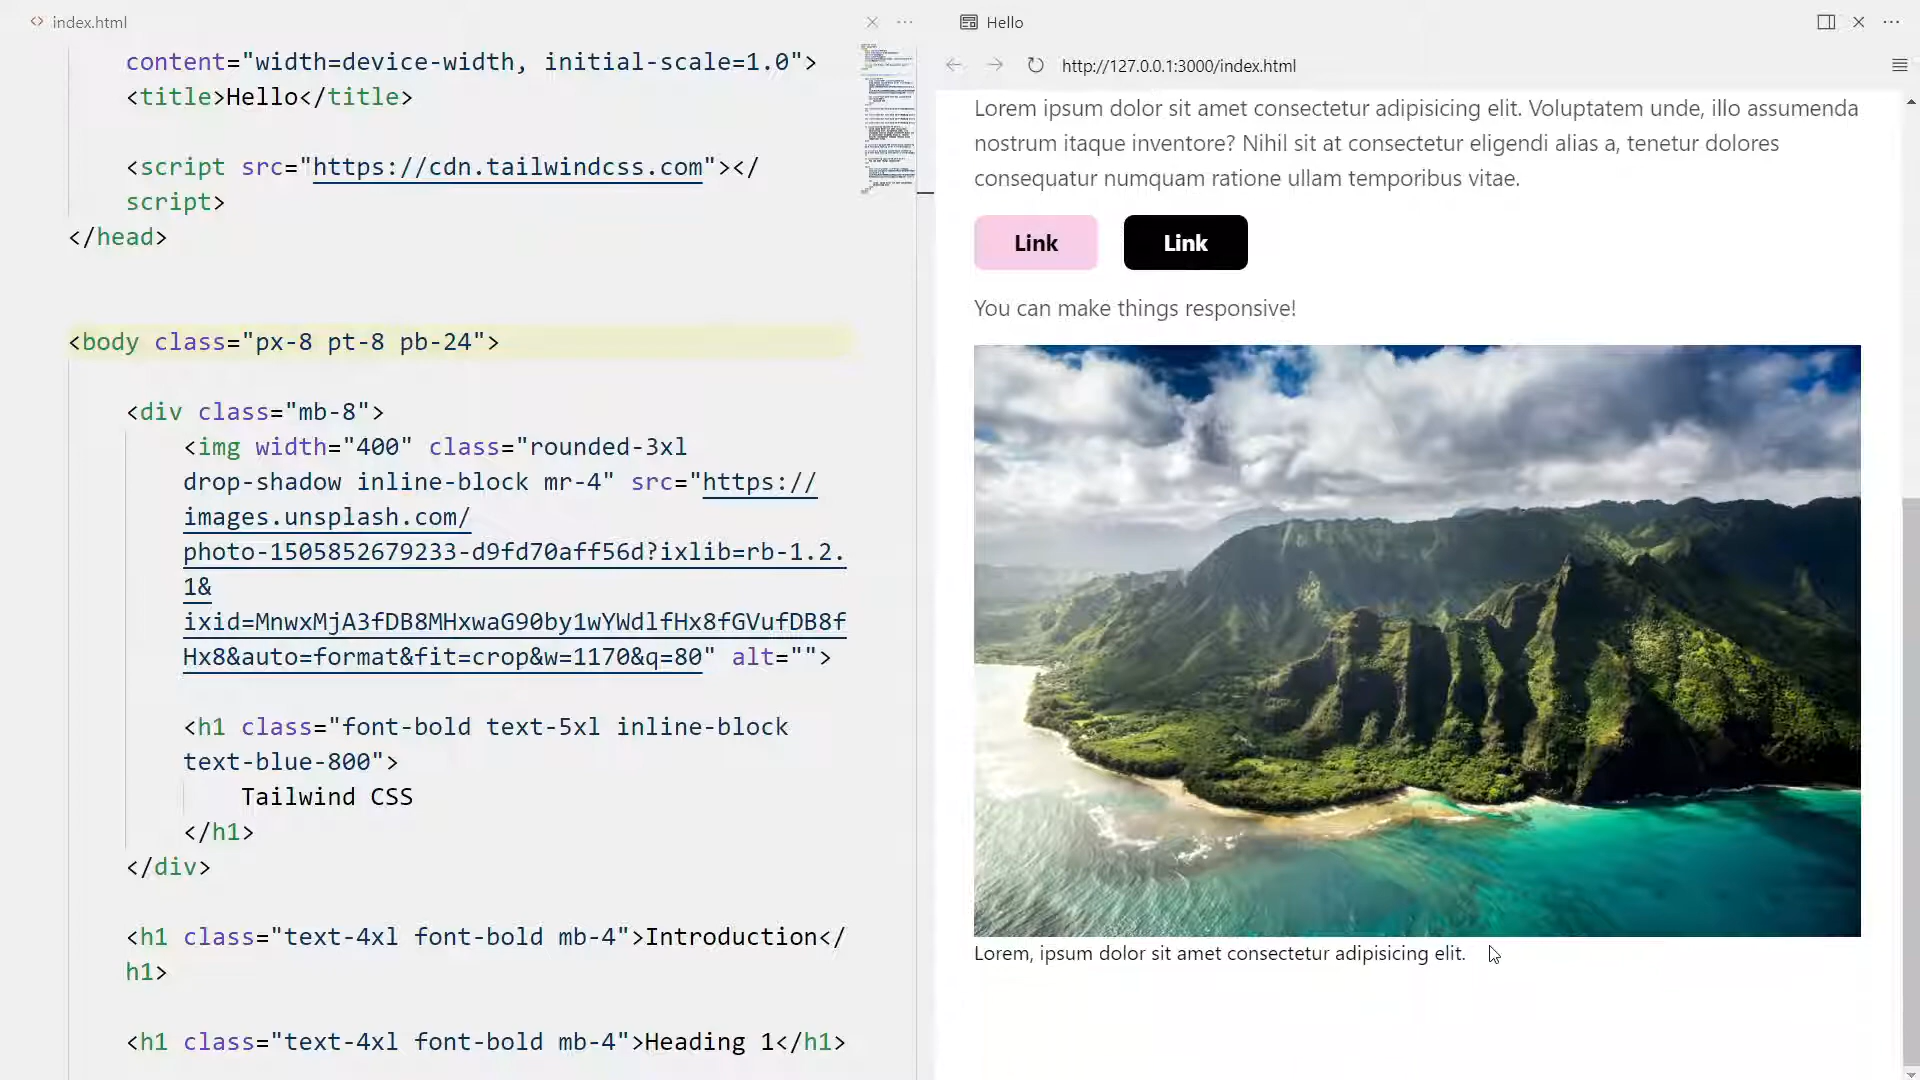 index.html
content="width=device-width, initial-scale=1.0">
<title>Hello</title>
<script src="https://cdn.tailwindcss.com"></
script>
</head>
<body class="px-8 pt-8 pb-24">
<div class="mb-8">
<img width="400" class="rounded-3xl
drop-shadow inline-block mr-4" src="https://
images.unsplash.com/
photo-1505852679233-d9fd70aff56d?ixlib=rb-1.2.
1&
ixid=MnwxMjA3fDB8MHxwaG90by1wYWdlfHx8fGVufDB8f
Hx8&auto=format&fit=crop&w=1170&q=80" alt="">
<h1 class="font-bold text-5xl inline-block
text-blue-800">
Tailwind CSS
</h1>
</div>
<h1 class="text-4xl font-bold mb-4">Introduction</
h1>
<h1 class="text-4xl font-bold mb-4">Heading 1</h1>
Hello
http://127.0.0.1:3000/index.html
Lorem ipsum dolor sit amet consectetur adipisicing elit. Voluptatem unde, illo assumenda
nostrum itaque inventore? Nihil sit at consectetur eligendi alias a, tenetur dolores
consequatur numquam ratione ullam temporibus vitae.
Link Link
You can make things responsive!
Lorem, ipsum dolor sit amet consectetur adipisicing elit.